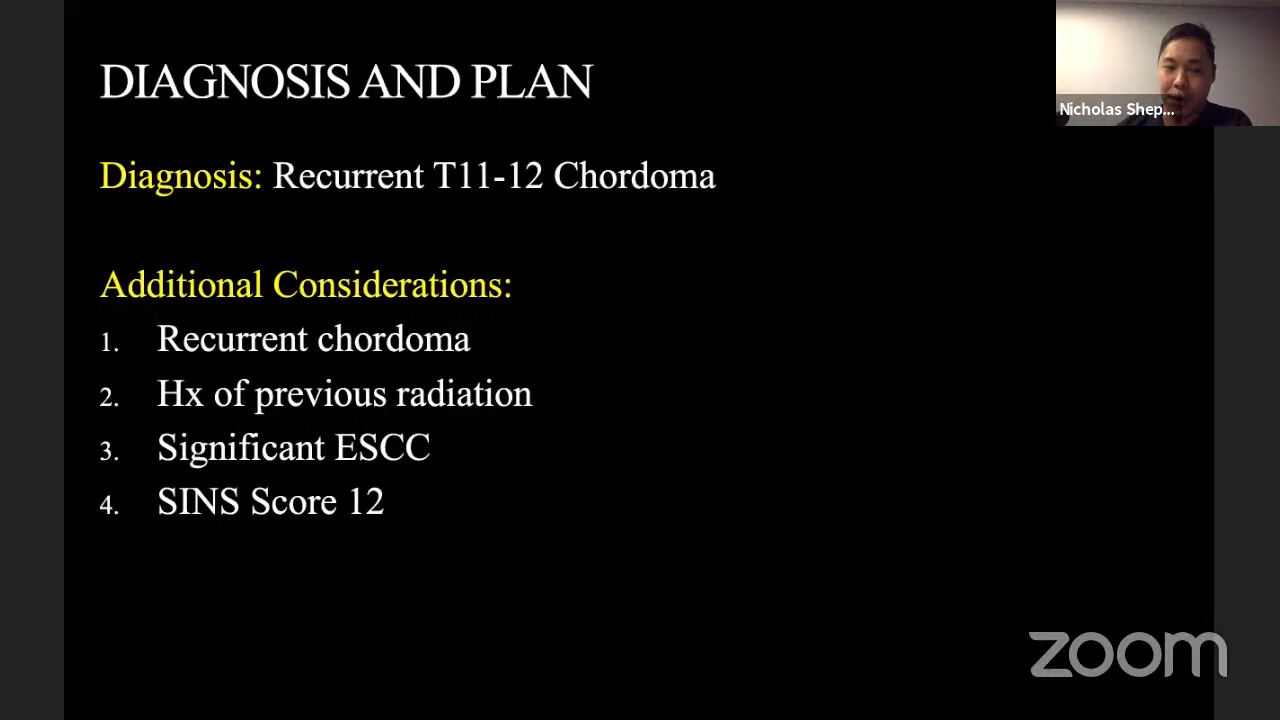 DIAGNOSIS AND PLAN
Nicholas Shep...
Diagnosis: Recurrent T11-12 Chordoma
Additional Considerations:
1. Recurrent chordoma
2. Hx of previous radiation
3. Significant ESCC
4. SINS Score 12
zoom